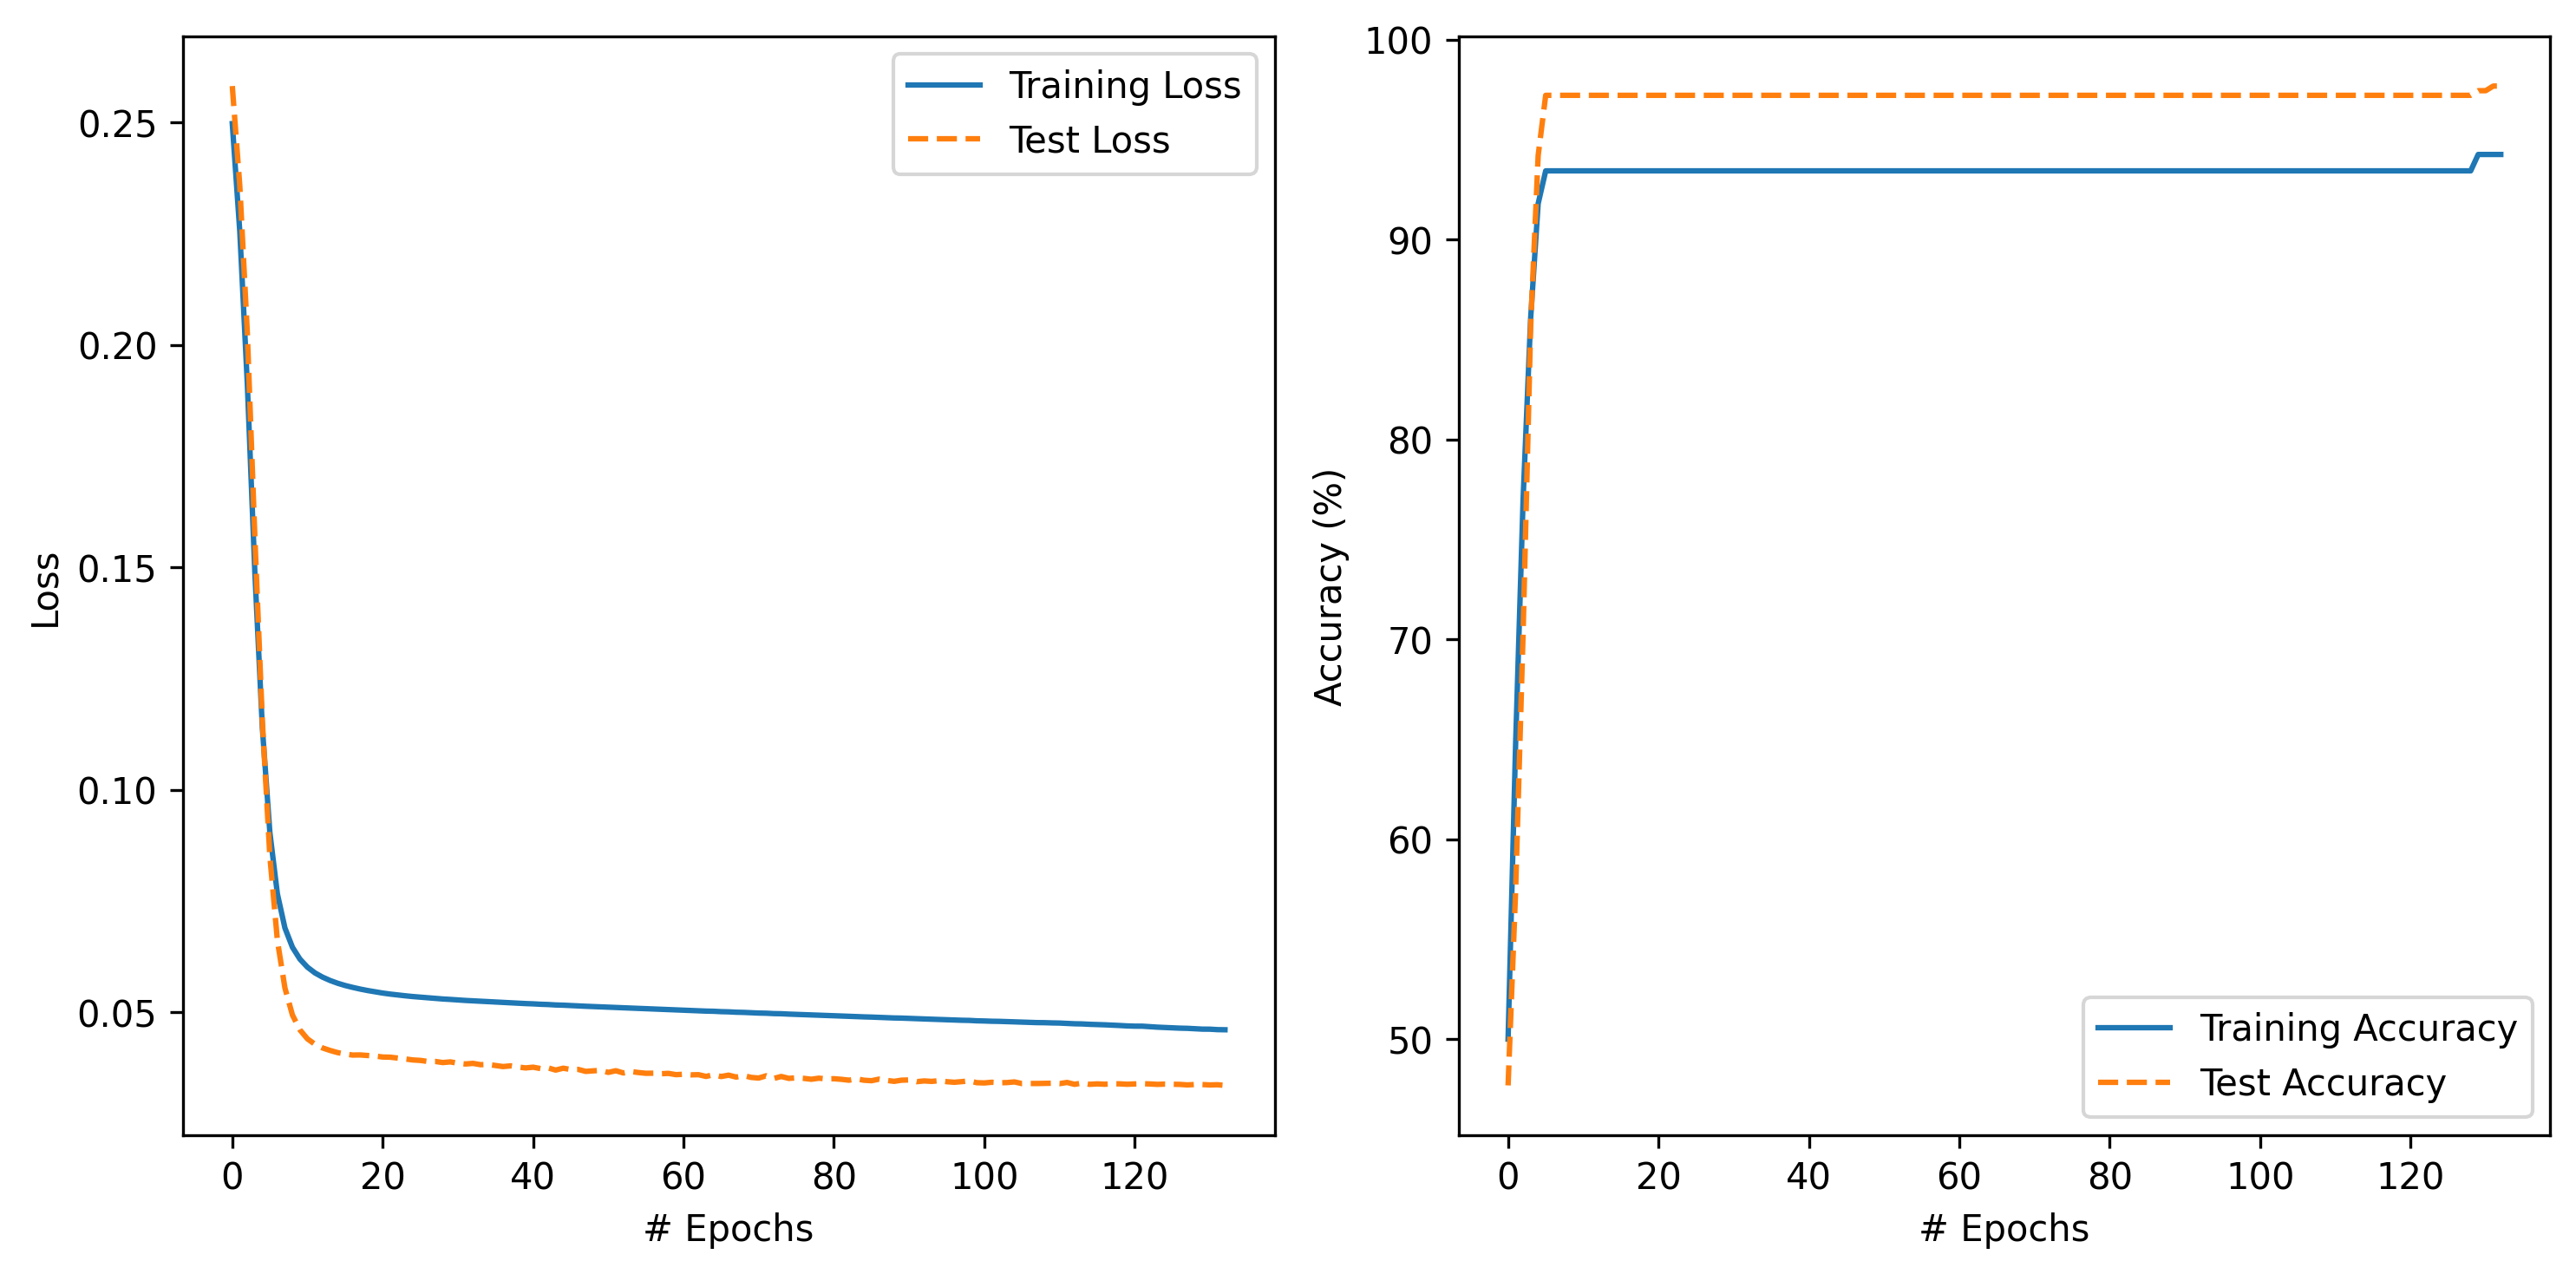 Loss
0.25
0.20
0.15
0.10
0.05
0 20 40 60 80 100 120
# Epochs
Training Loss
Test Loss
Accuracy (%)
100
90
80
70
60
50
0 20 40 60 80 100 120
# Epochs
Training Accuracy
Test Accuracy